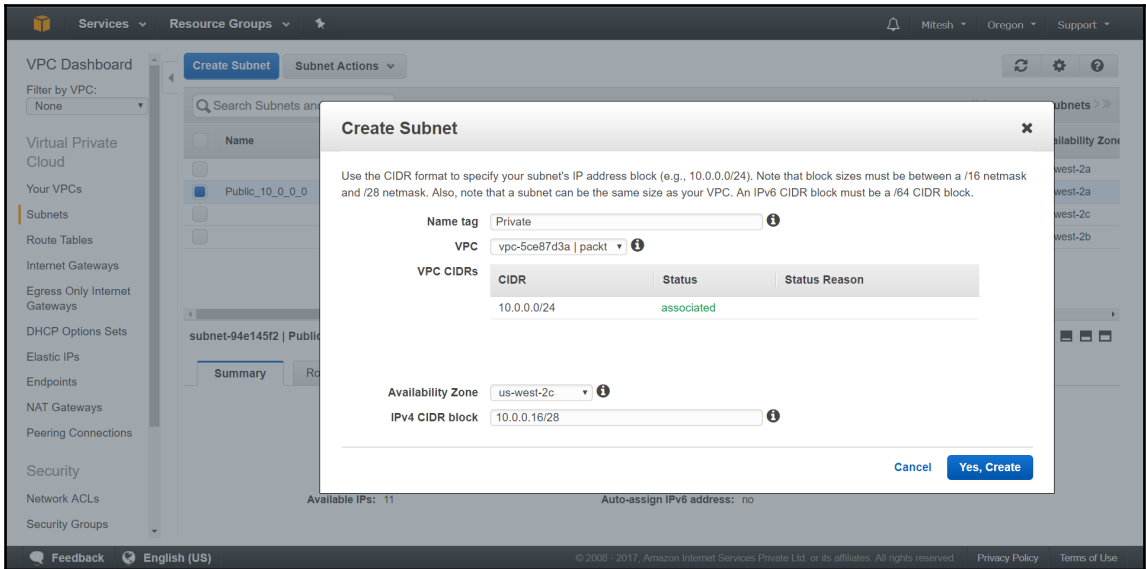 Services Resource Groups Mitesh Oregon Support
VPC Dashboard
Filter by VPC:
None
Virtual Private
Cloud
Your VPCs
Subnets
Route Tables
Internet Gateways
Egress Only Internet
Gateways
DHCP Options Sets
Elastic IPs
Endpoints
NAT Gateways
Peering Connections
Security
Network ACLs
Security Groups
Create Subnet Subnet Actions
Search Subnets
Name
Public_10_0_0_0
subnet-94e145f2 | Public
Summary
Available IPs: 11 Auto-assign IPv6 address: no
Create Subnet
Use the CIDR format to specify your subnet's IP address block (e.g., 10.0.0.0/24). Note that block sizes must be between a /16 netmask
and /28 netmask. Also, note that a subnet can be the same size as your VPC. An IPv6 CIDR block must be a /64 CIDR block.
Name tag Private
VPC vpc-5ce87d3a | packt
VPC CIDRs
CIDR Status Status Reason
10.0.0.0/24 associated
Availability Zone us-west-2c
IPv4 CIDR block 10.0.0.16/28
Cancel Yes, Create
Zone
west-2a
west-2a
west-2c
west-2b
Feedback English (US) © 2008 - 2017, Amazon Internet Services Private Ltd. or its affiliates. All rights reserved. Privacy Policy Terms of Use